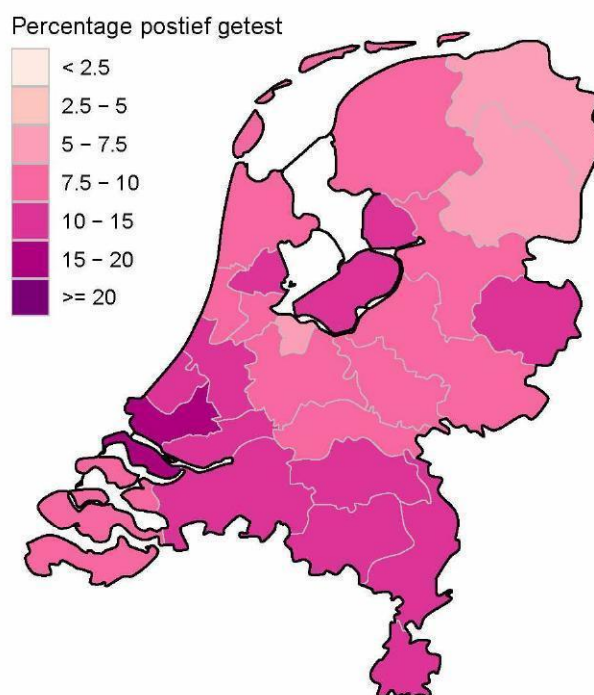 Percentage postief getest
< 2.5
2.5 – 5
5 – 7.5
7.5 – 10
10 – 15
15 – 20
>= 20